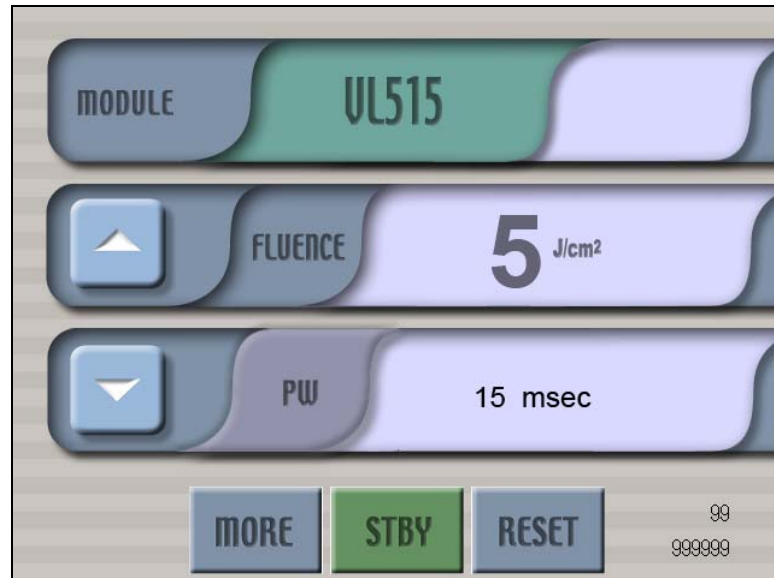 MODULE VL515
FLUENCE 5 J/cm²
PW 15 msec
MORE STBY RESET 99
999999